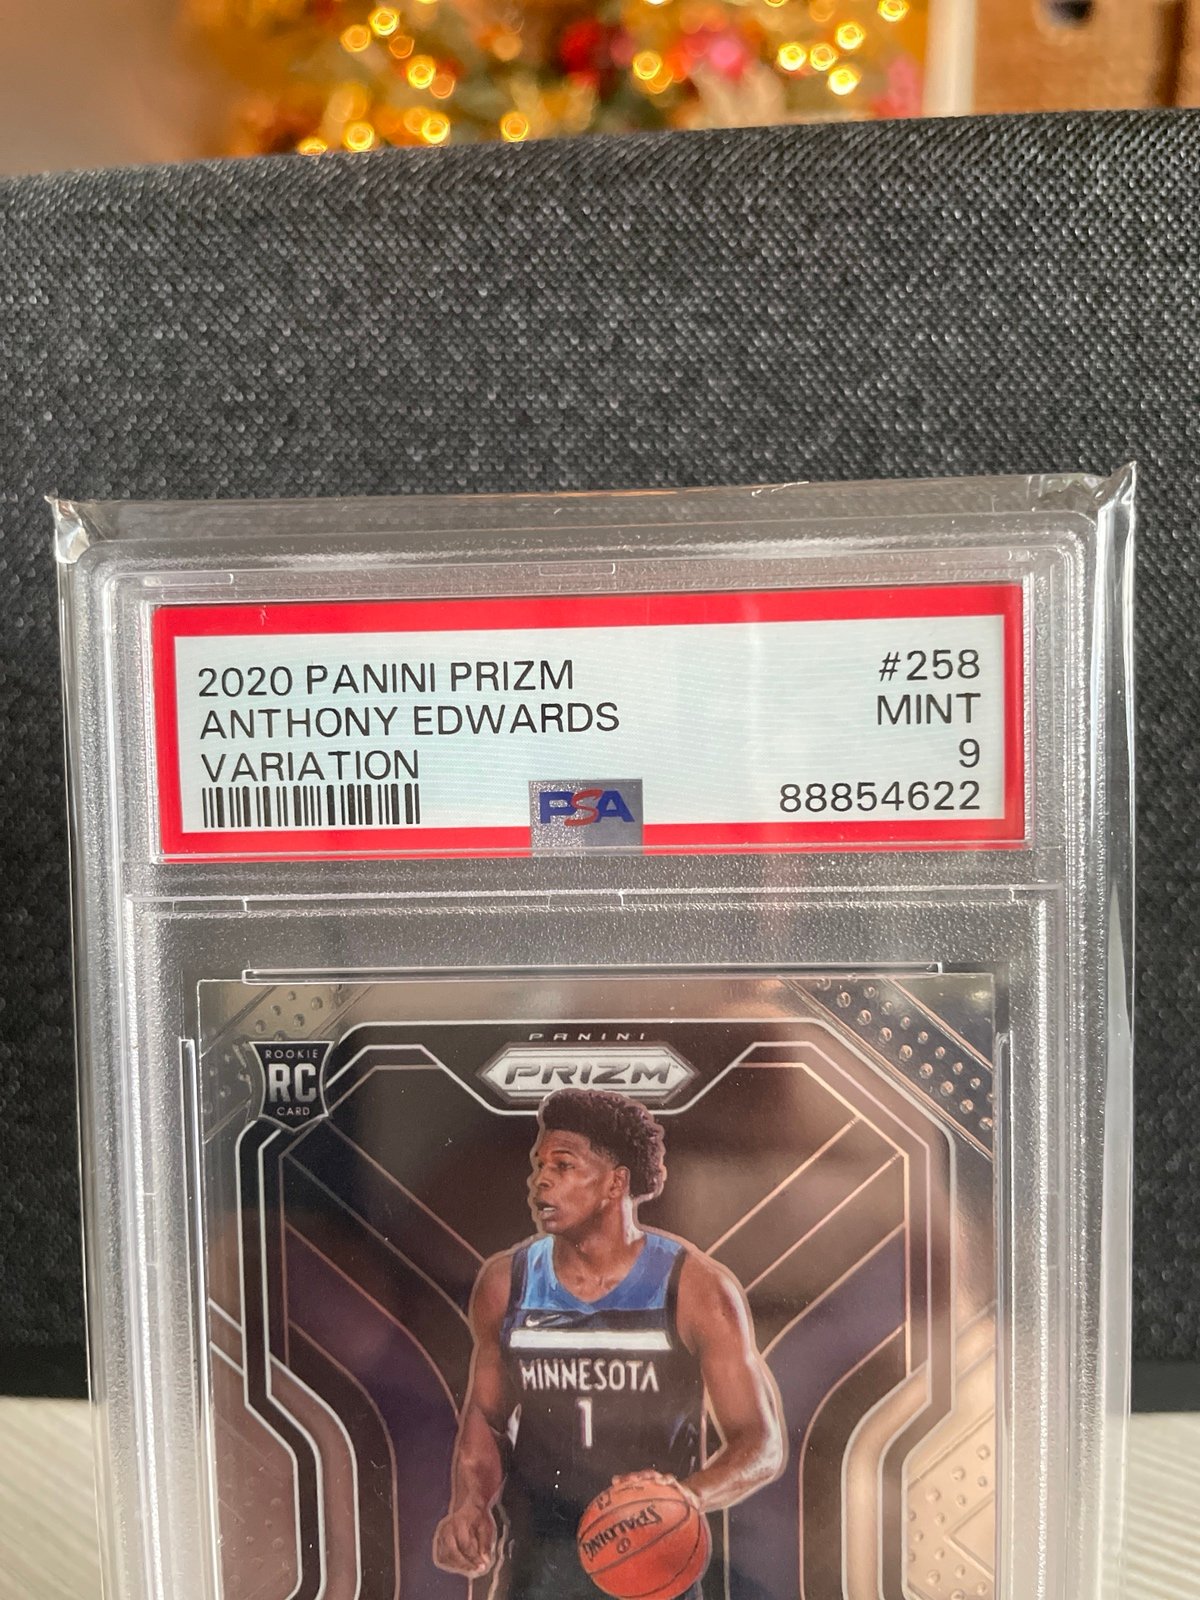 2020 PANINI PRIZM
ANTHONY EDWARDS
VARIATION
#258
MINT
9
88854622
PSA
PANINI
PRIZM
ROOKIE
RC
CARD
MINNESOTA
1
SPALDING